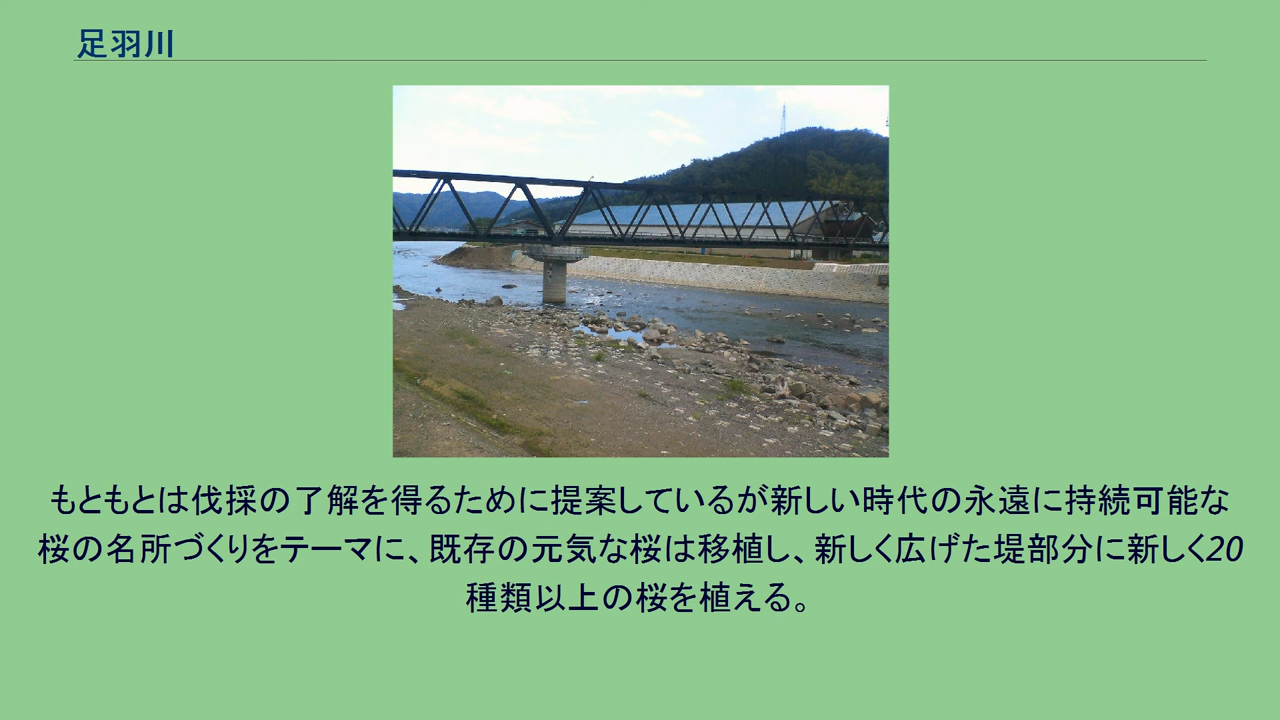 足羽川
もともとは伐採の了解を得るために提案しているが新しい時代の永遠に持続可能な
桜の名所づくりをテーマに、既存の元気な桜は移植し、新しく広げた堤部分に新しく20
種類以上の桜を植える。